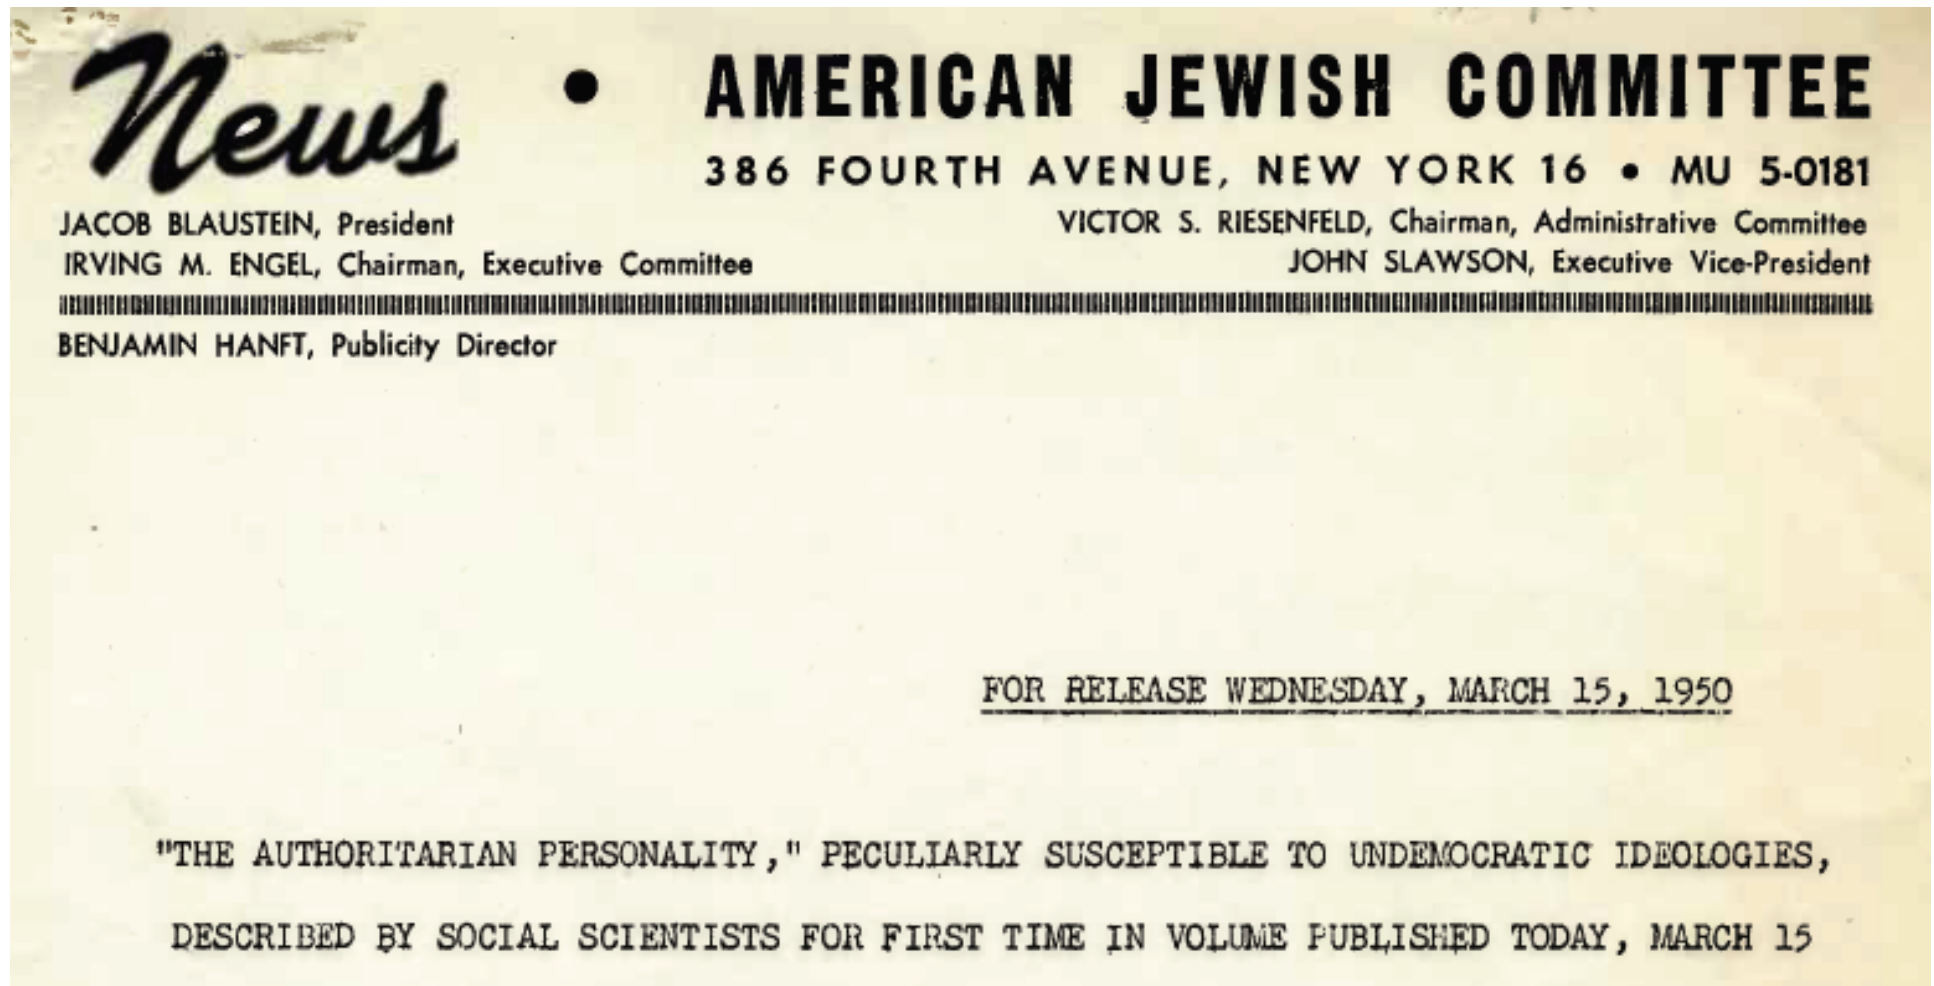 News • AMERICAN JEWISH COMMITTEE
386 FOURTH AVENUE, NEW YORK 16 • MU 5-0181
JACOB BLAUSTEIN, President VICTOR S. RIESENFELD, Chairman, Administrative Committee
IRVING M. ENGEL, Chairman, Executive Committee JOHN SLAWSON, Executive Vice-President
BENJAMIN HANFT, Publicity Director
FOR RELEASE WEDNESDAY, MARCH 15, 1950
"THE AUTHORITARIAN PERSONALITY," PECULIARLY SUSCEPTIBLE TO UNDEMOCRATIC IDEOLOGIES,
DESCRIBED BY SOCIAL SCIENTISTS FOR FIRST TIME IN VOLUME PUBLISHED TODAY, MARCH 15